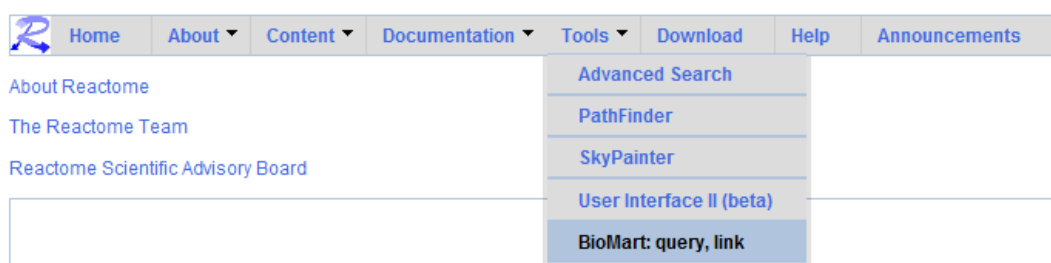 R Home About Content Documentation Tools Download Help Announcements
About Reactome
The Reactome Team
Reactome Scientific Advisory Board
Advanced Search
PathFinder
SkyPainter
User Interface II (beta)
BioMart: query, link